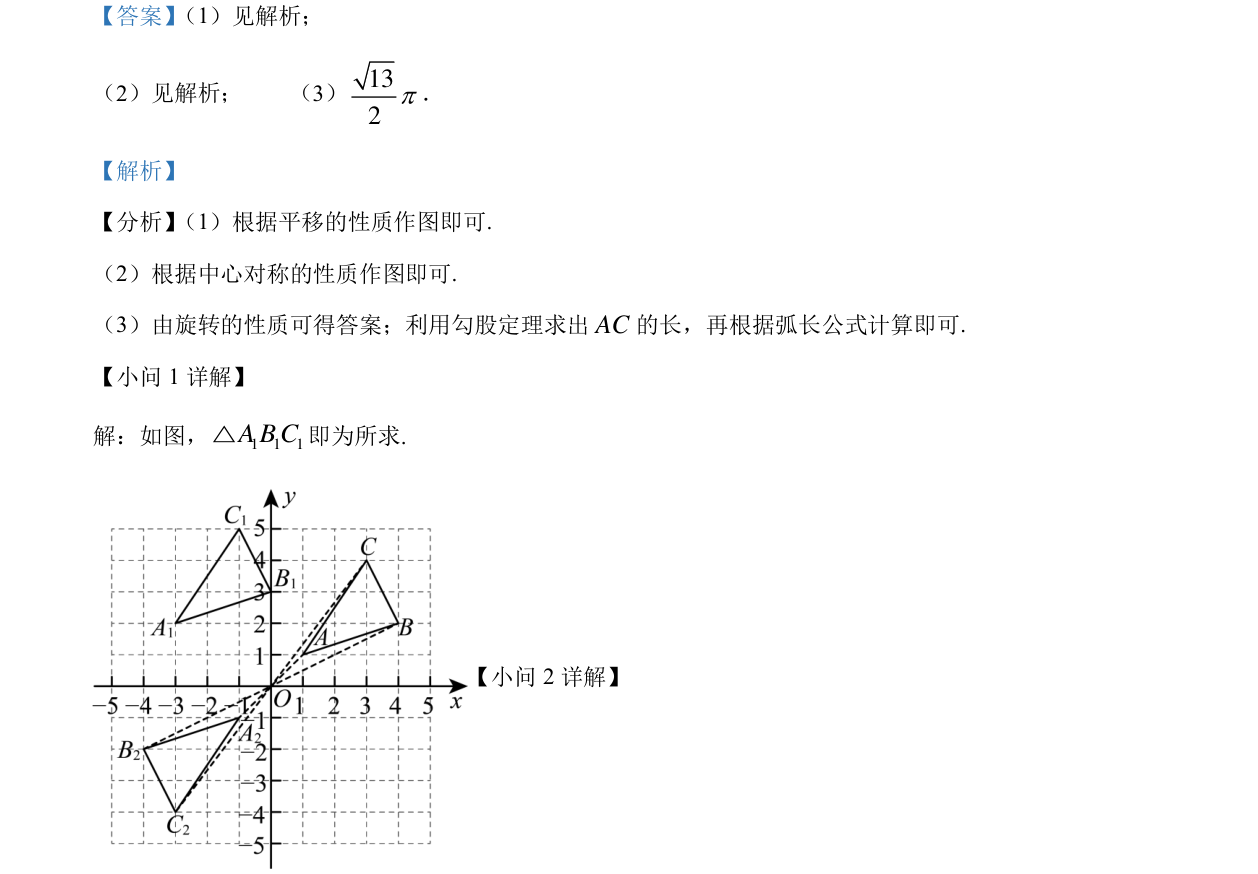 【答案】（1）见解析；
（2）见解析；　（3）$\frac{\sqrt{13}}{2}\pi$．
【解析】
【分析】（1）根据平移的性质作图即可.
（2）根据中心对称的性质作图即可.
（3）由旋转的性质可得答案；利用勾股定理求出 AC 的长，再根据弧长公式计算即可.
【小问 1 详解】
解：如图，△A₁B₁C₁即为所求.
y
C₁ 5
C
4
B₁
3
A₁ 2 B
A
1
【小问 2 详解】
−5 −4 −3 −2 −1 O 1 2 3 4 5 x
−1
A₂
B₂ −2
−3
−4
C₂
−5